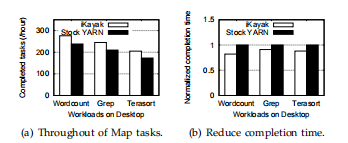 Completed tasks (/hour)
300
200
100
0
iKayak
Stock YARN
Wordcount Grep Terasort
Workloads on Desktop
(a) Throughout of Map tasks.
Normalized completion time
1.5
1
0.5
0
iKayak
Stock YARN
Wordcount Grep Terasort
Workloads on Desktop
(b) Reduce completion time.